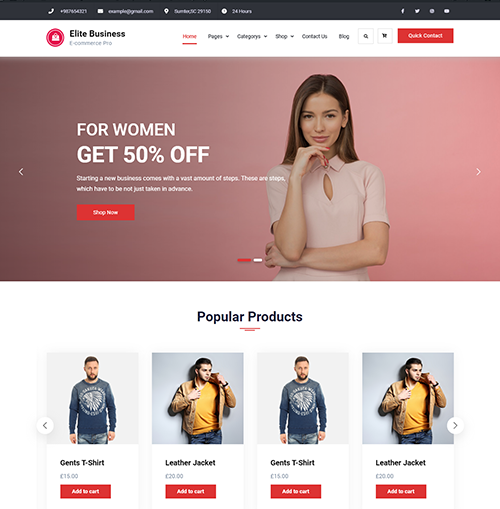 +987654321 example@gmail.com Sumter,SC 29150 24 Hours
Elite Business
E-commerce Pro
Home Pages Categorys Shop Contact Us Blog Quick Contact
FOR WOMEN
GET 50% OFF
Starting a new business comes with a vast amount of steps. These are steps,
which have to be not just taken in advance.
Shop Now
Popular Products
Gents T-Shirt Leather Jacket Gents T-Shirt Leather Jacket
£15.00 £20.00 £15.00 £20.00
Add to cart Add to cart Add to cart Add to cart